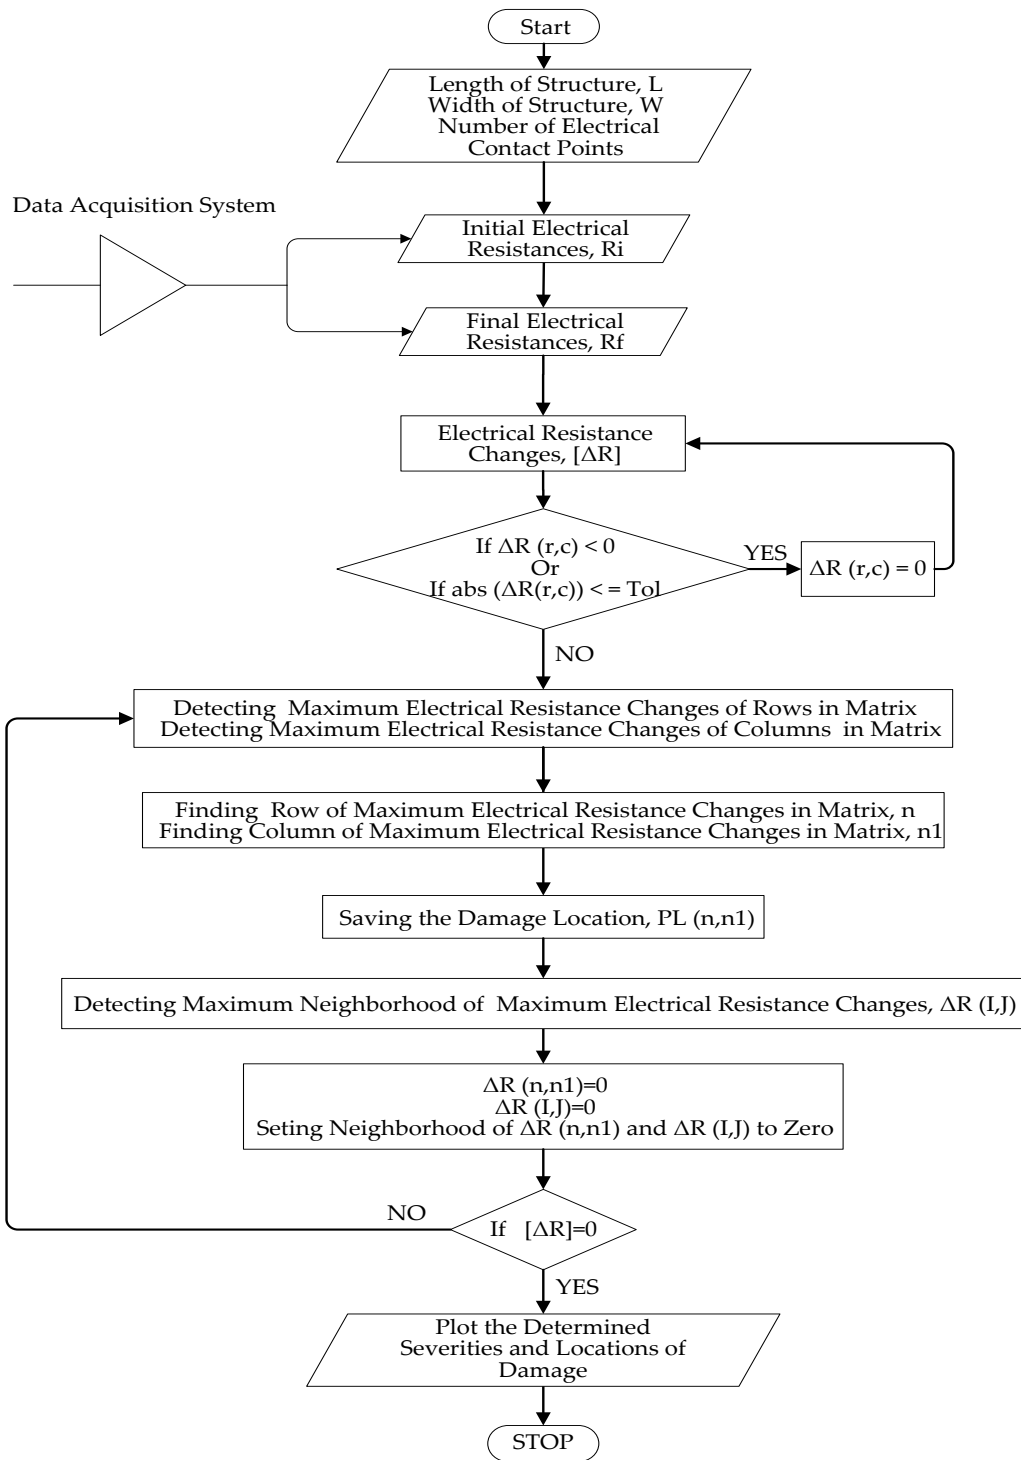 Start
Length of Structure, L
Width of Structure, W
Number of Electrical
Contact Points
Data Acquisition System
Initial Electrical
Resistances, Ri
Final Electrical
Resistances, Rf
Electrical Resistance
Changes, [ΔR]
If ΔR (r,c) < 0
Or
If abs (ΔR(r,c)) < = Tol
YES
ΔR (r,c) = 0
NO
Detecting Maximum Electrical Resistance Changes of Rows in Matrix
Detecting Maximum Electrical Resistance Changes of Columns in Matrix
Finding Row of Maximum Electrical Resistance Changes in Matrix, n
Finding Column of Maximum Electrical Resistance Changes in Matrix, n1
Saving the Damage Location, PL (n,n1)
Detecting Maximum Neighborhood of Maximum Electrical Resistance Changes, ΔR (I,J)
ΔR (n,n1)=0
ΔR (I,J)=0
Seting Neighborhood of ΔR (n,n1) and ΔR (I,J) to Zero
NO
If [ΔR]=0
YES
Plot the Determined
Severities and Locations of
Damage
STOP